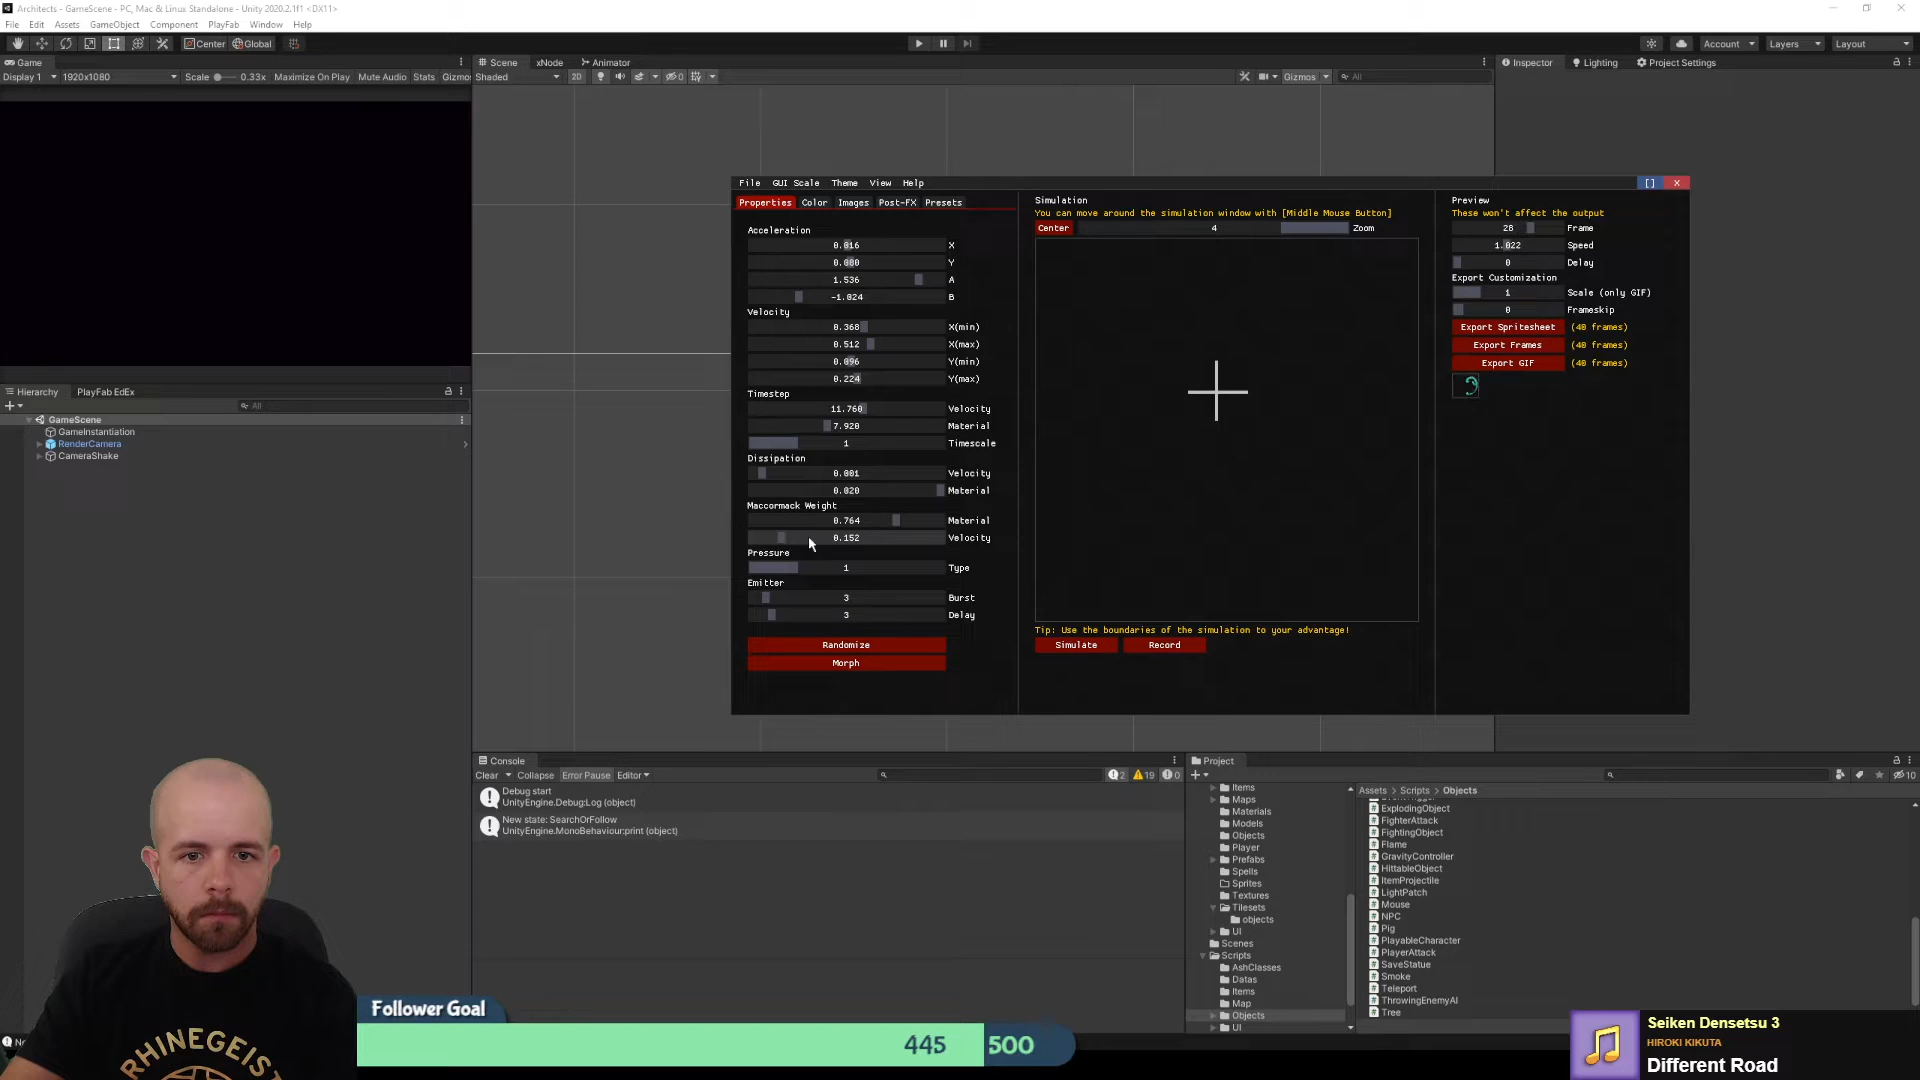 Architects - GameScene - PC, Mac & Linux Standalone - Unity 2020.2.1f1 <DX11>
File Edit Assets GameObject Component PlayFab Window Help
Center Global
Account Layers Layout
Game
Display 1 1920x1080 Scale 0.33x Maximize On Play Mute Audio Stats Gizmo
Scene xNode Animator
Shaded 2D 0 Gizmos All
Inspector Lighting Project Settings
File GUI Scale Theme View Help
[] X
Properties Color Images Post-FX Presets
Acceleration
0.016 X
0.000 Y
1.536 A
-1.024 B
Velocity
0.368 X(min)
0.512 X(max)
0.096 Y(min)
0.224 Y(max)
Timestep
11.760 Velocity
7.920 Material
1 Timescale
Dissipation
0.001 Velocity
0.020 Material
Maccormack Weight
0.764 Material
0.152 Velocity
Pressure
1 Type
Emitter
3 Burst
3 Delay
Randomize
Morph
Simulation
You can move around the simulation window with [Middle Mouse Button]
Center 4 Zoom
Tip: Use the boundaries of the simulation to your advantage!
Simulate Record
Preview
These won't affect the output
28 Frame
1.022 Speed
0 Delay
Export Customization
1 Scale (only GIF)
0 Frameskip
Export Spritesheet (40 frames)
Export Frames (40 frames)
Export GIF (40 frames)
Hierarchy PlayFab EdEx
All
GameScene
GameInstantiation
RenderCamera
CameraShake
Console
Clear Collapse Error Pause Editor 2 19 0
Debug start
UnityEngine.Debug:Log (object)
New state: SearchOrFollow
UnityEngine.MonoBehaviour:print (object)
Project
10
Items
Maps
Materials
Models
Objects
Player
Prefabs
Spells
Sprites
Textures
Tilesets
objects
UI
Scenes
Scripts
AshClasses
Datas
Items
Map
Objects
UI
Assets > Scripts > Objects
ExplodingObject
FighterAttack
FightingObject
Flame
GravityController
HittableObject
ItemProjectile
LightPatch
Mouse
NPC
Pig
PlayableCharacter
PlayerAttack
SaveStatue
Smoke
Teleport
ThrowingEnemyAI
Tree
RHINEGEIST
Follower Goal
445 500
Seiken Densetsu 3
HIROKI KIKUTA
Different Road